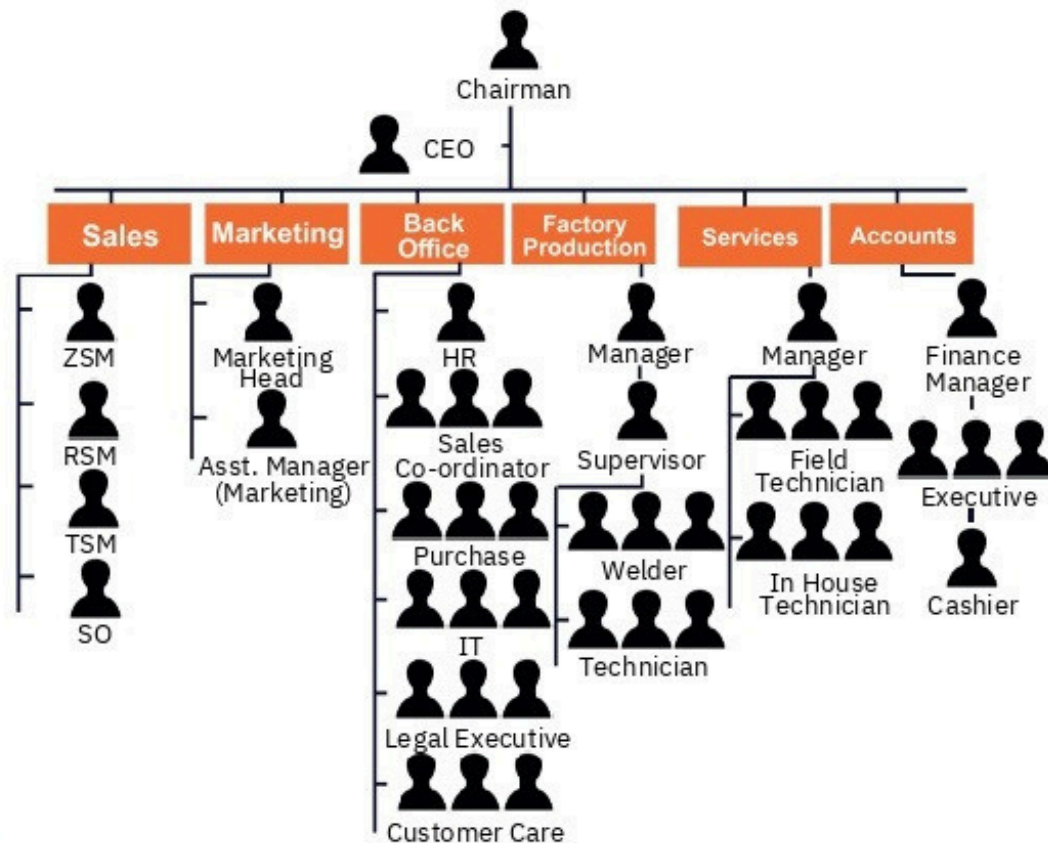 Chairman
CEO
Sales
Marketing
Back
Office
Factory
Production
Services
Accounts
ZSM
RSM
TSM
SO
Marketing
Head
Asst. Manager
(Marketing)
HR
Sales
Co-ordinator
Purchase
IT
Legal Executive
Customer Care
Manager
Supervisor
Welder
Technician
Manager
Field
Technician
In House
Technician
Finance
Manager
Executive
Cashier